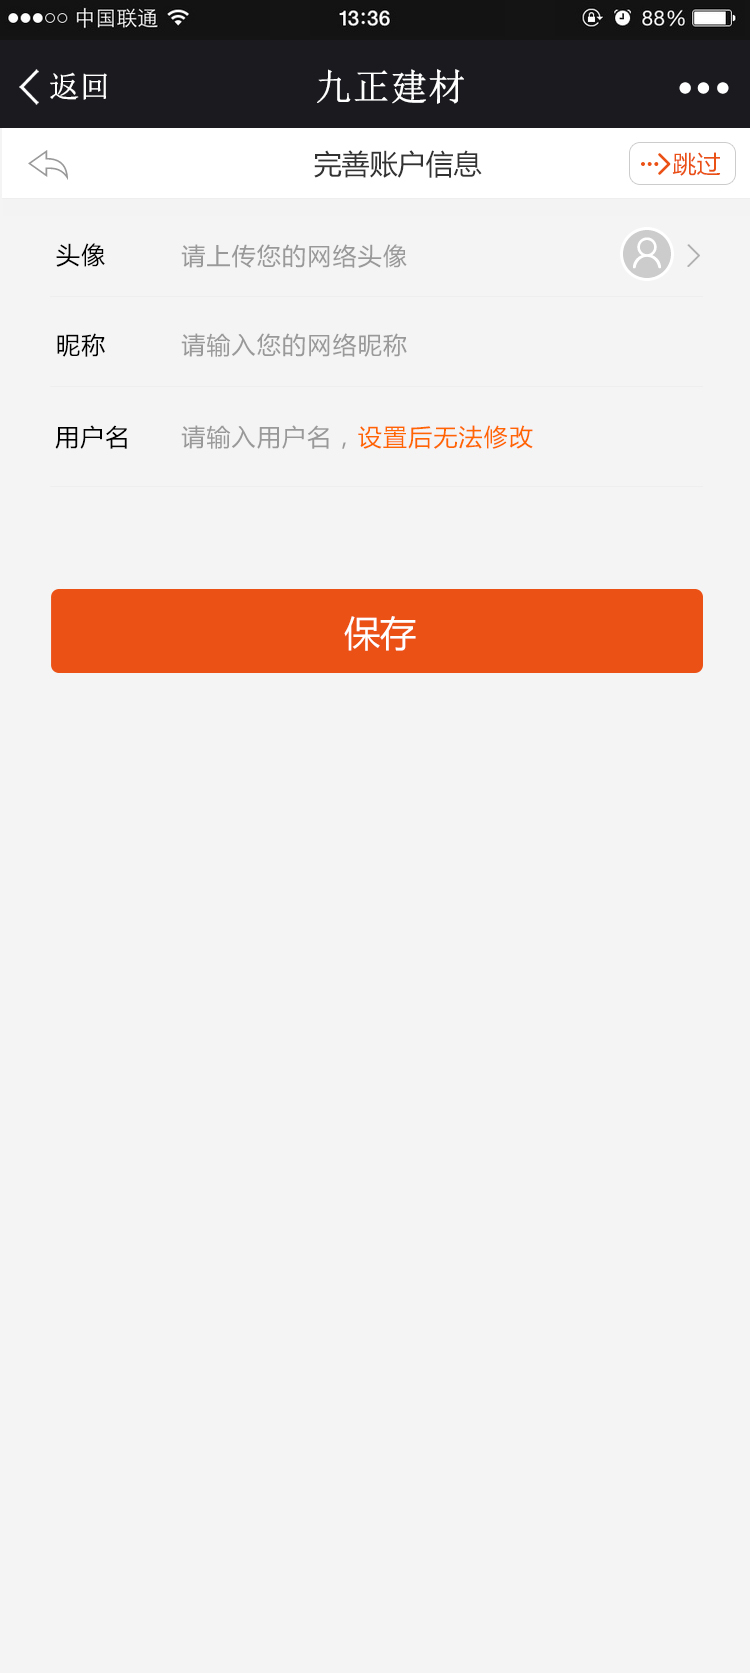 中国联通 13:36 88%
返回 九正建材
完善账户信息 跳过
头像 请上传您的网络头像
昵称 请输入您的网络昵称
用户名 请输入用户名，设置后无法修改
保存